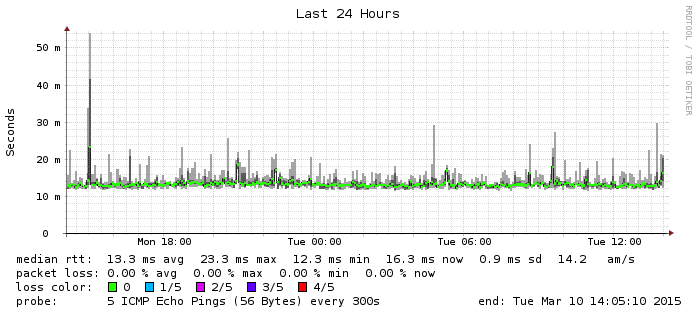 Last 24 Hours
RRDTOOL / TOBI OETIKER
Seconds
50 m
40 m
30 m
20 m
10 m
0
Mon 18:00 Tue 00:00 Tue 06:00 Tue 12:00
median rtt: 13.3 ms avg 23.3 ms max 12.3 ms min 16.3 ms now 0.9 ms sd 14.2 am/s
packet loss: 0.00 % avg 0.00 % max 0.00 % min 0.00 % now
loss color: 0 1/5 2/5 3/5 4/5
probe: 5 ICMP Echo Pings (56 Bytes) every 300s end: Tue Mar 10 14:05:10 2015